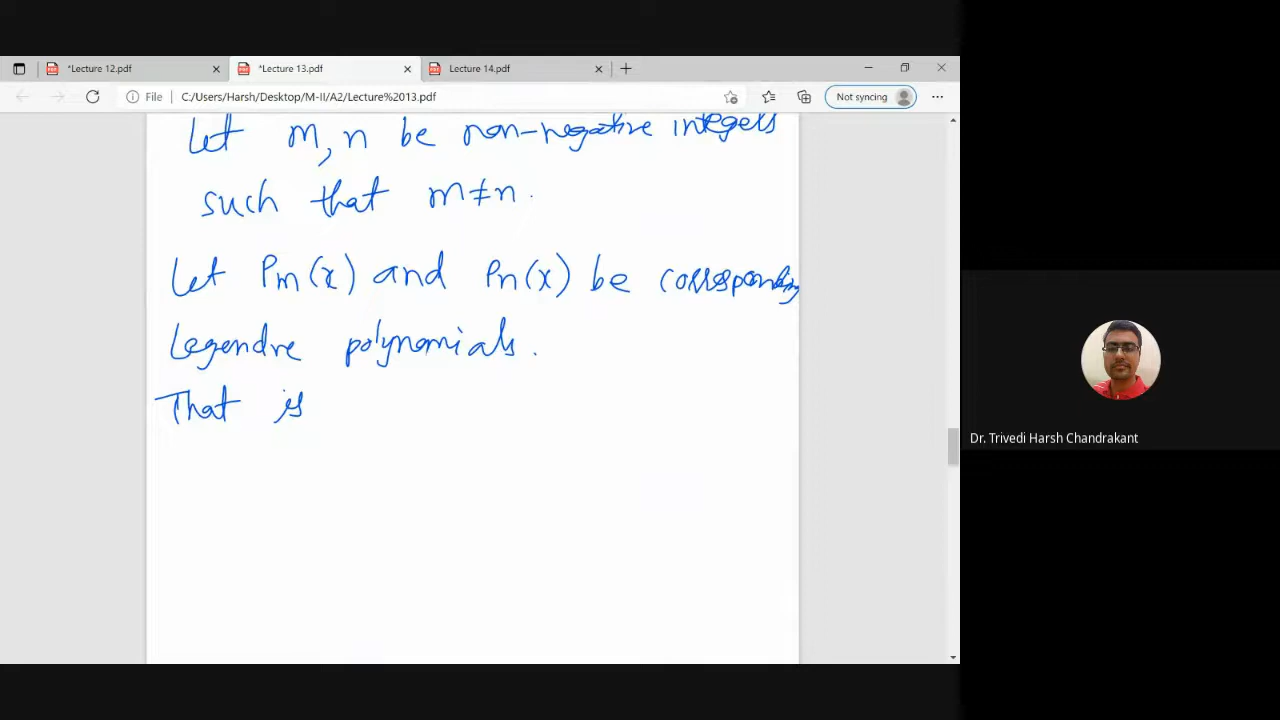 *Lecture 12.pdf
*Lecture 13.pdf
Lecture 14.pdf
File C:/Users/Harsh/Desktop/M-II/A2/Lecture%2013.pdf
Not syncing
Let m, n be non-negative integers
such that m≠n.
Let Pm(x) and Pn(x) be corresponding
Legendre polynomials.
That is
Dr. Trivedi Harsh Chandrakant